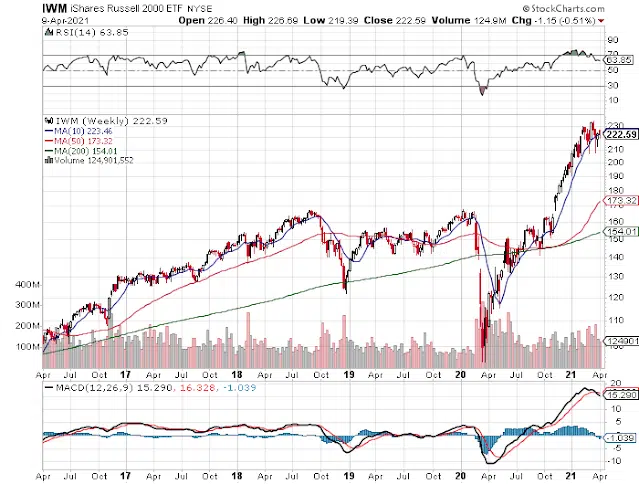 IWM iShares Russell 2000 ETF NYSE © StockCharts.com
9-Apr-2021 Open 226.40 High 226.69 Low 219.39 Close 222.59 Volume 124.9M Chg -1.15 (-0.51%)
RSI(14) 63.85
90
70
63.85
50
30
10
IWM (Weekly) 222.59
MA(10) 223.46
MA(50) 173.32
MA(200) 154.01
Volume 124,901,552
230
222.59
210
200
190
180
173.32
160
154.01
140
130
120
110
400M
300M
200M
100M
124901
Apr Jul Oct 17 Apr Jul Oct 18 Apr Jul Oct 19 Apr Jul Oct 20 Apr Jul Oct 21 Apr
MACD(12,26,9) 15.290, 16.328, -1.039
20
15.290
10
5
-1.039
-5
-10
Apr Jul Oct 17 Apr Jul Oct 18 Apr Jul Oct 19 Apr Jul Oct 20 Apr Jul Oct 21 Apr